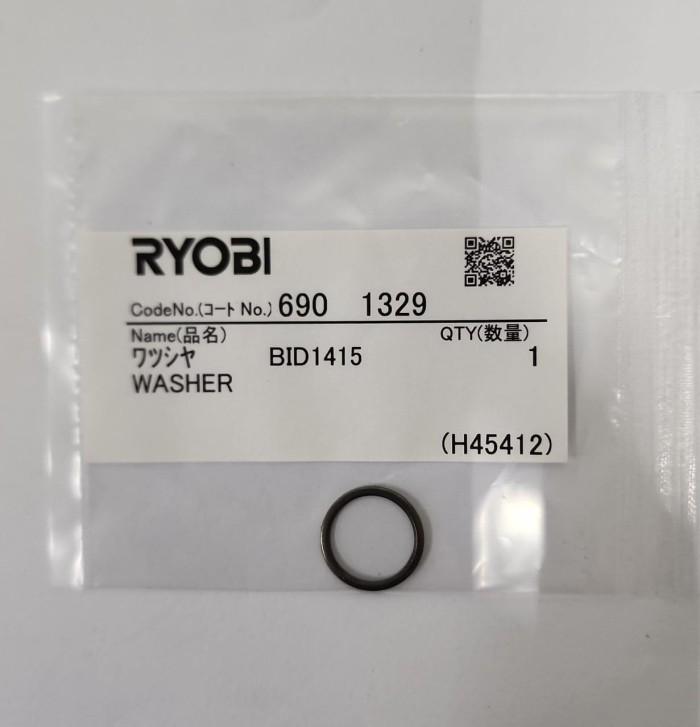 RYOBI
CodeNo.(コート No.) 690 1329
Name(品名) QTY(数量)
ワツシヤ BID1415 1
WASHER
(H45412)